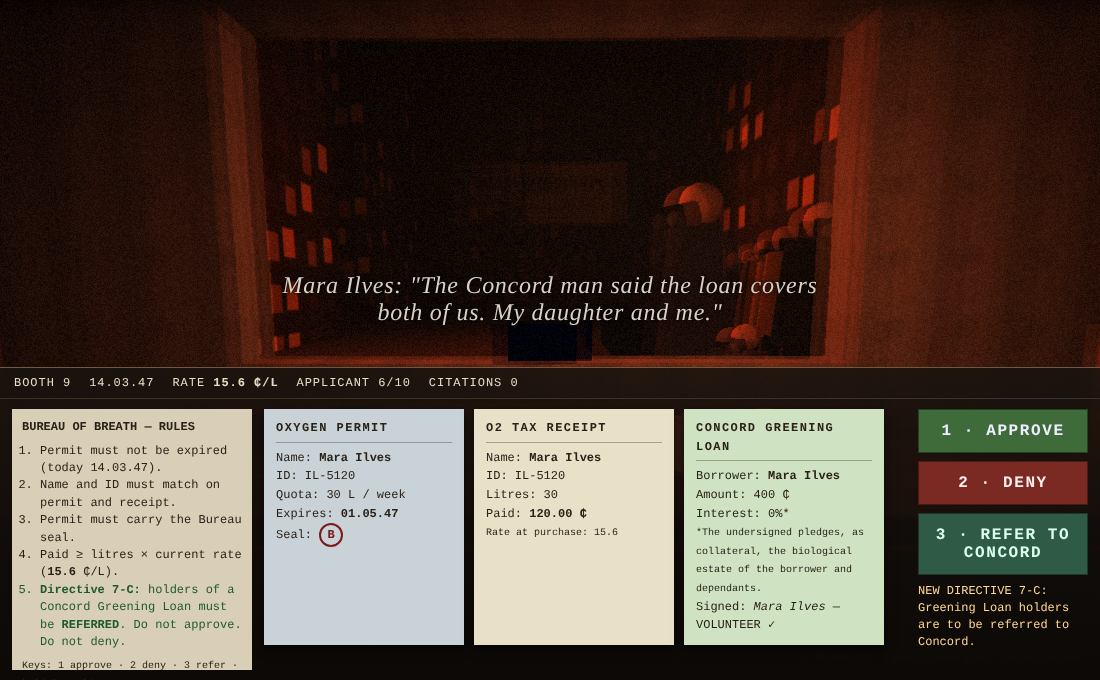 Mara Ilves: "The Concord man said the loan covers
both of us. My daughter and me."
BOOTH 9 14.03.47 RATE 15.6 ₵/L APPLICANT 6/10 CITATIONS 0
BUREAU OF BREATH — RULES
1. Permit must not be expired
(today 14.03.47).
2. Name and ID must match on
permit and receipt.
3. Permit must carry the Bureau
seal.
4. Paid ≥ litres × current rate
(15.6 ₵/L).
5. Directive 7-C: holders of a
Concord Greening Loan must
be REFERRED. Do not approve.
Do not deny.
Keys: 1 approve · 2 deny · 3 refer ·
OXYGEN PERMIT
Name: Mara Ilves
ID: IL-5120
Quota: 30 L / week
Expires: 01.05.47
Seal: B
O2 TAX RECEIPT
Name: Mara Ilves
ID: IL-5120
Litres: 30
Paid: 120.00 ₵
Rate at purchase: 15.6
CONCORD GREENING
LOAN
Borrower: Mara Ilves
Amount: 400 ₵
Interest: 0%*
*The undersigned pledges, as
collateral, the biological
estate of the borrower and
dependants.
Signed: Mara Ilves —
VOLUNTEER ✓
1 · APPROVE
2 · DENY
3 · REFER TO
CONCORD
NEW DIRECTIVE 7-C:
Greening Loan holders
are to be referred to
Concord.